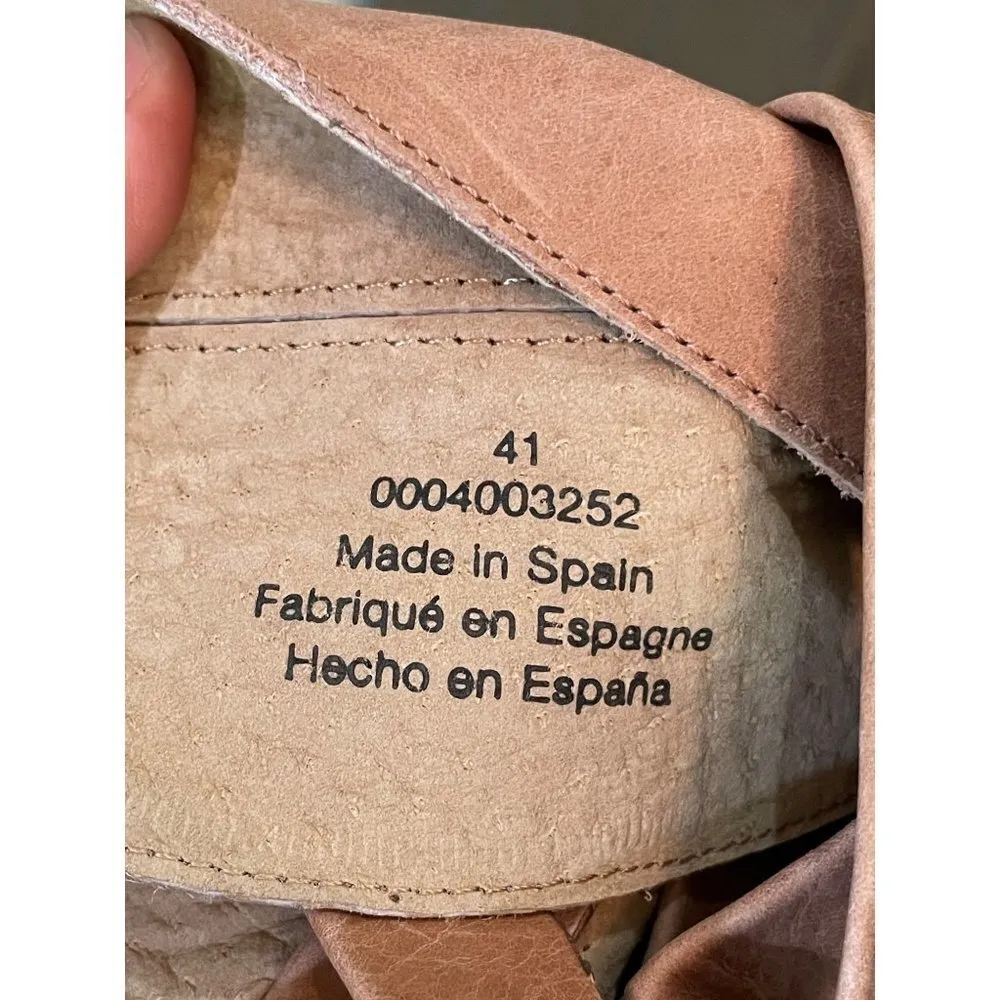 41
0004003252
Made in Spain
Fabriqué en Espagne
Hecho en España